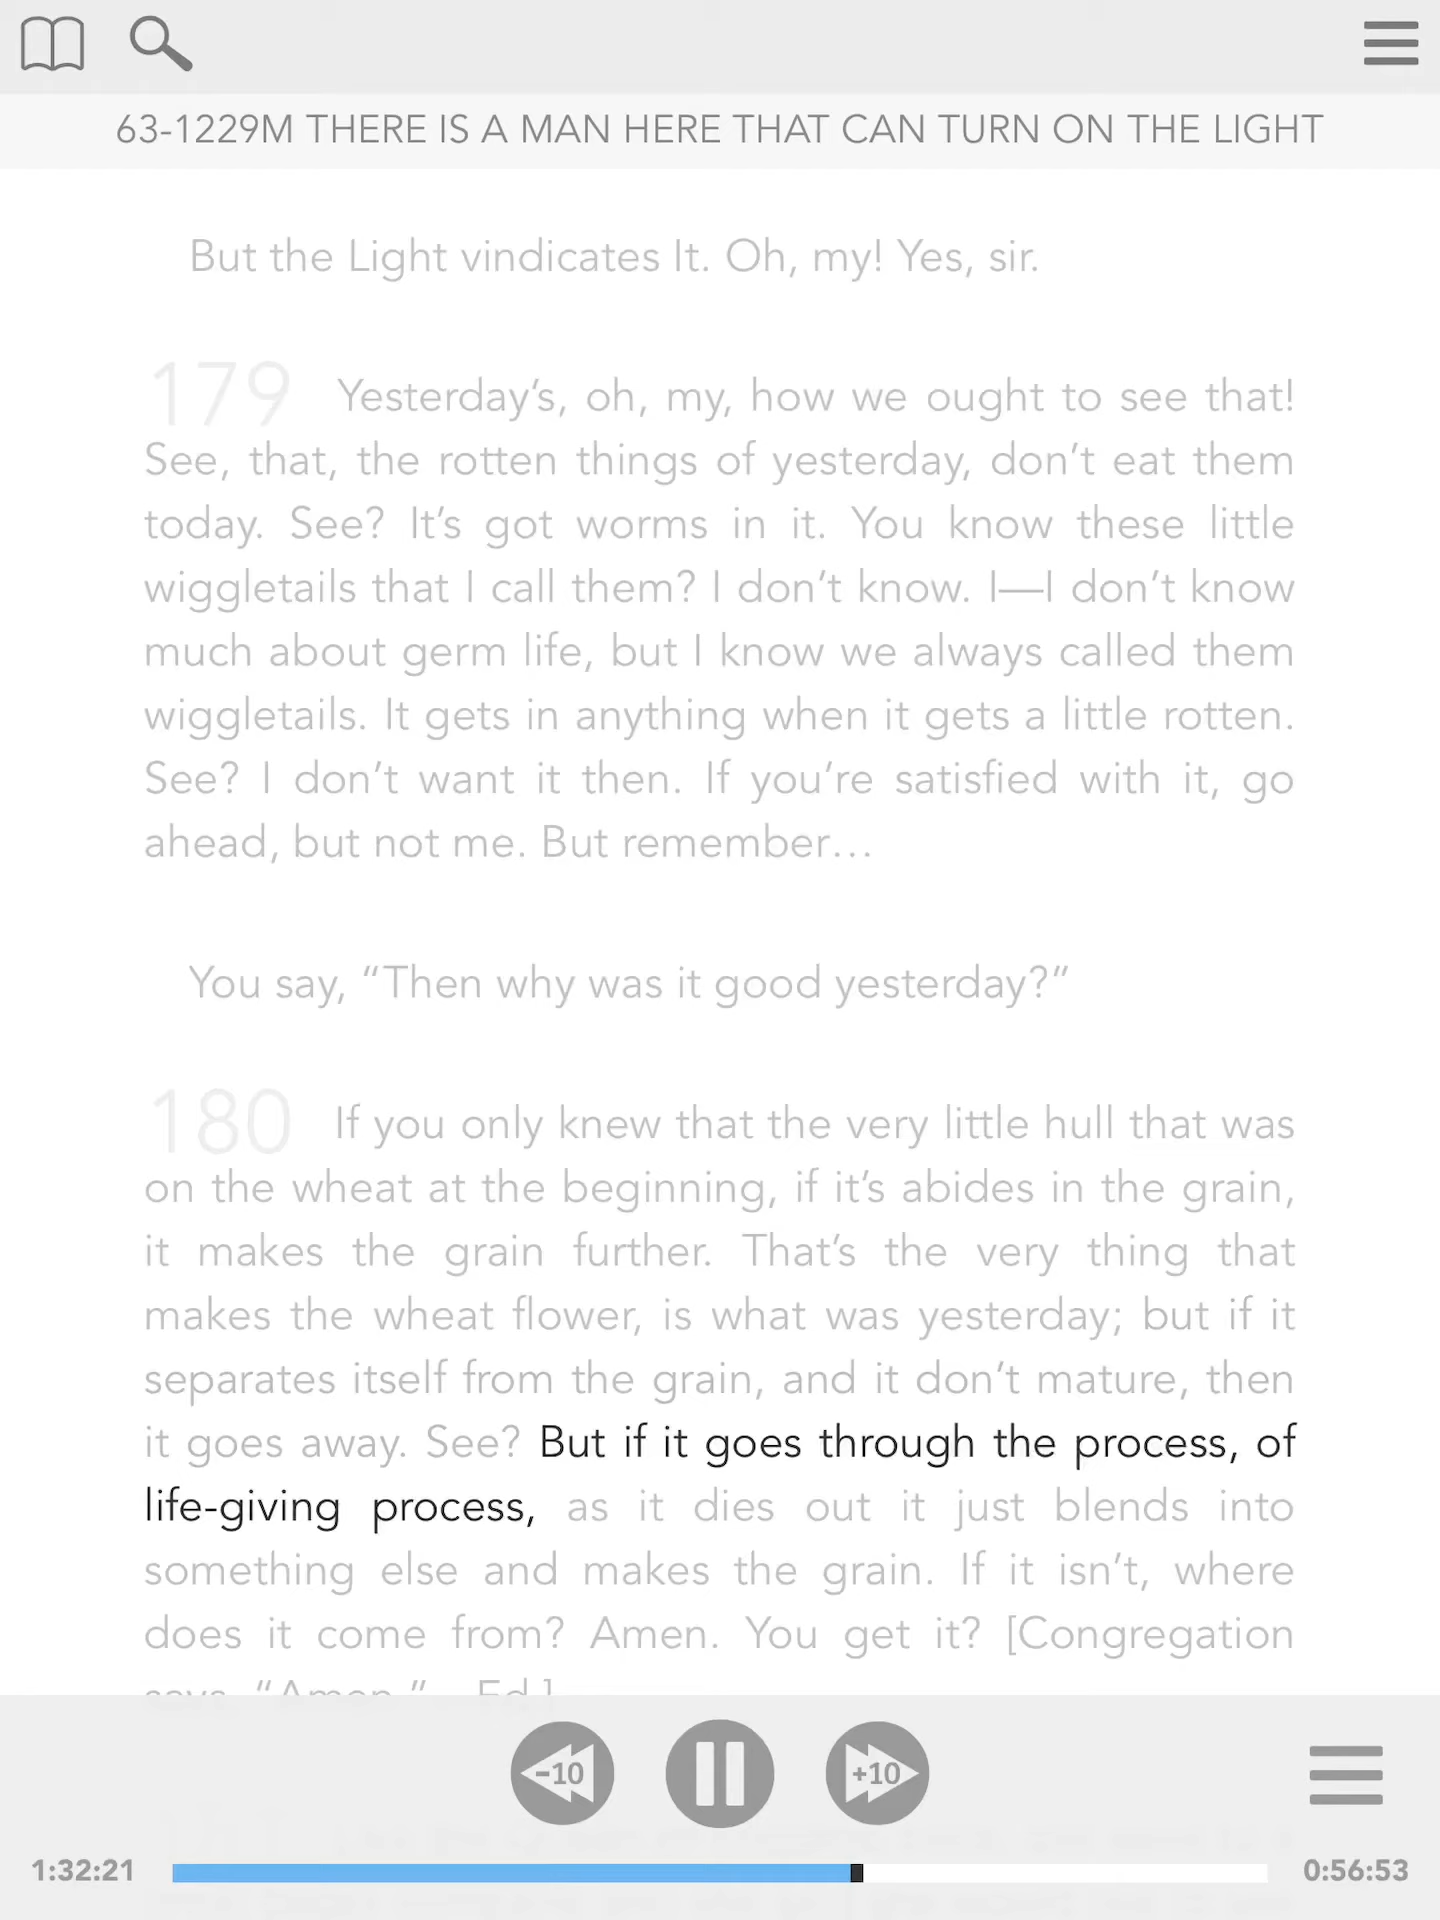 63-1229M THERE IS A MAN HERE THAT CAN TURN ON THE LIGHT
But the Light vindicates It. Oh, my! Yes, sir.
179 Yesterday’s, oh, my, how we ought to see that!
See, that, the rotten things of yesterday, don’t eat them
today. See? It’s got worms in it. You know these little
wiggletails that I call them? I don’t know. I—I don’t know
much about germ life, but I know we always called them
wiggletails. It gets in anything when it gets a little rotten.
See? I don’t want it then. If you’re satisfied with it, go
ahead, but not me. But remember…
You say, “Then why was it good yesterday?”
180 If you only knew that the very little hull that was
on the wheat at the beginning, if it’s abides in the grain,
it makes the grain further. That’s the very thing that
makes the wheat flower, is what was yesterday; but if it
separates itself from the grain, and it don’t mature, then
it goes away. See? But if it goes through the process, of
life-giving process, as it dies out it just blends into
something else and makes the grain. If it isn’t, where
does it come from? Amen. You get it? [Congregation
says, “Amen.”—Ed.]
-10 +10
1:32:21 0:56:53